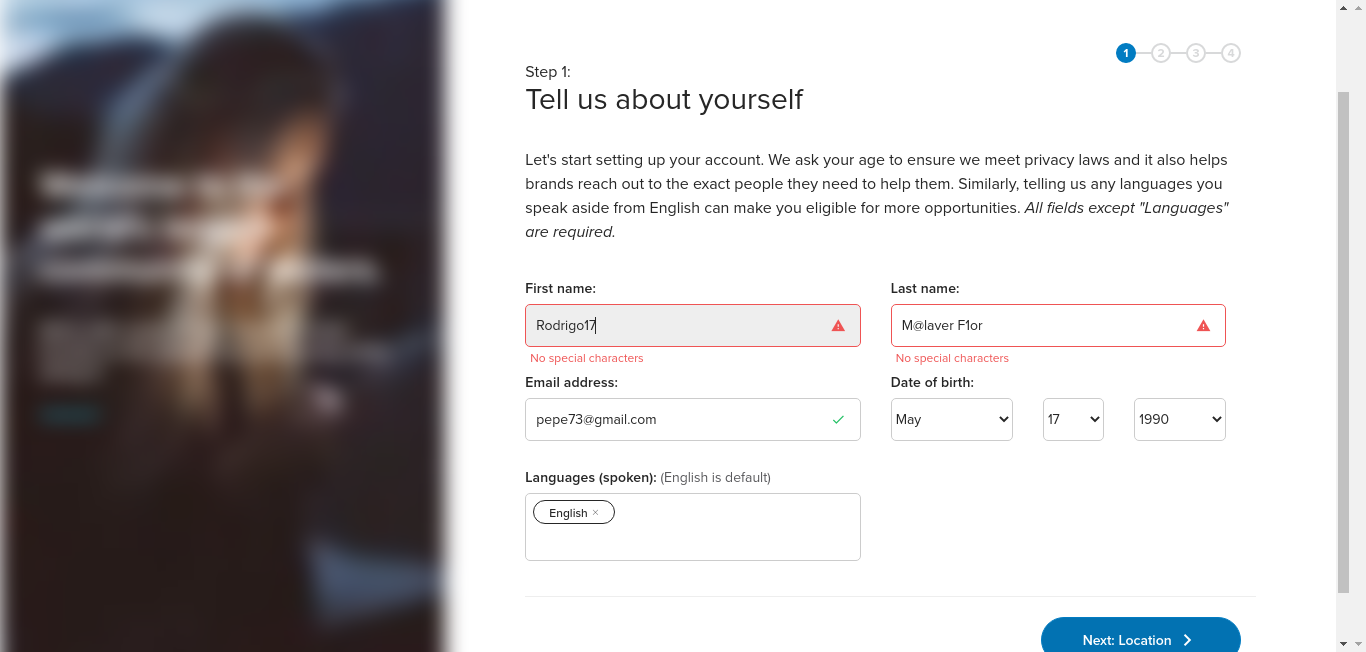 1 2 3 4
Step 1:
Tell us about yourself
Let's start setting up your account. We ask your age to ensure we meet privacy laws and it also helps
brands reach out to the exact people they need to help them. Similarly, telling us any languages you
speak aside from English can make you eligible for more opportunities. All fields except "Languages"
are required.
First name: Last name:
Rodrigo17 M@laver F1or
No special characters No special characters
Email address: Date of birth:
pepe73@gmail.com May 17 1990
Languages (spoken): (English is default)
English ×
Next: Location